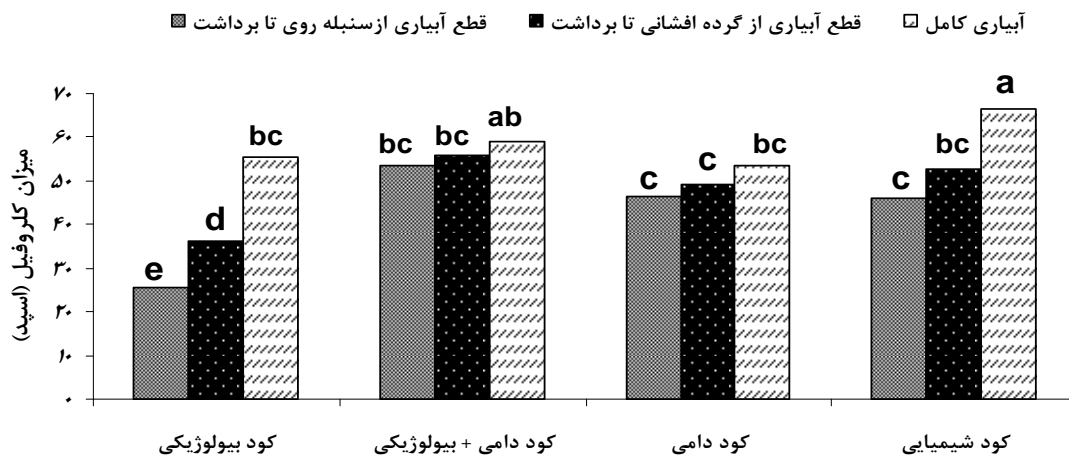 آبیاری کامل
قطع آبیاری از گرده افشانی تا برداشت
قطع آبیاری ازسنبله روی تا برداشت
میزان کلروفیل (اسپد)
۷۰
۶۰
۵۰
۴۰
۳۰
۲۰
۱۰
۰
e
d
bc
bc
bc
ab
c
c
bc
c
bc
a
کود شیمیایی
کود دامی
کود دامی + بیولوژیکی
کود بیولوژیکی